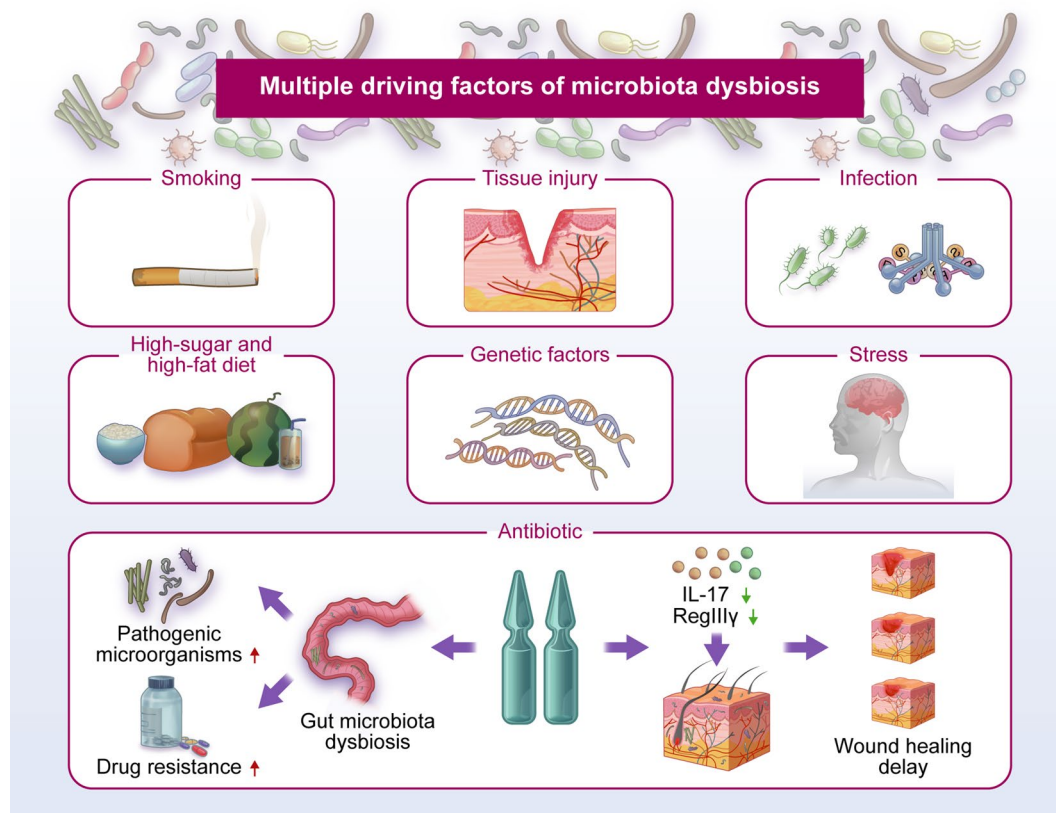 Multiple driving factors of microbiota dysbiosis
Smoking
Tissue injury
Infection
High-sugar and
high-fat diet
Genetic factors
Stress
Antibiotic
Pathogenic
microorganisms
Drug resistance
Gut microbiota
dysbiosis
IL-17
RegIIIγ
Wound healing
delay